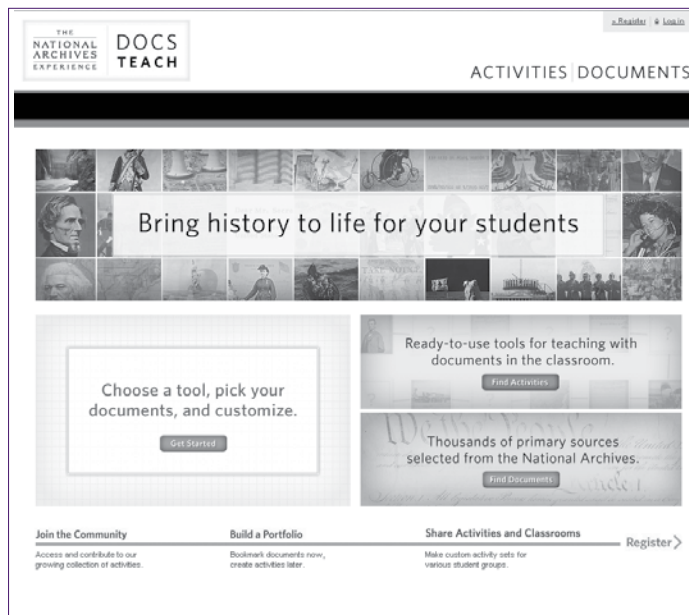 » Register | Log in
THE
NATIONAL
ARCHIVES
EXPERIENCE
DOCS
TEACH
ACTIVITIES | DOCUMENTS
Bring history to life for your students
Choose a tool, pick your
documents, and customize.
Get Started
Ready-to-use tools for teaching with
documents in the classroom.
Find Activities
We the People
Thousands of primary sources
selected from the National Archives.
Find Documents
Join the Community
Access and contribute to our
growing collection of activities.
Build a Portfolio
Bookmark documents now,
create activities later.
Share Activities and Classrooms
Make custom activity sets for
various student groups.
Register